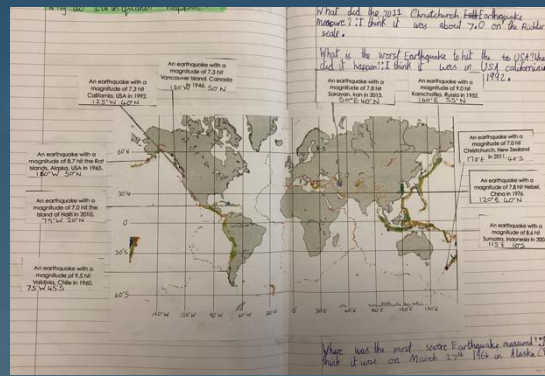 Why do Earthquakes happen?
What did the 2011 Christchurch Earthquake
measure?: I think it was about 7.0 on the Richter
scale.
What is the worst Earthquake to hit the USA?
did it happen?: I think it was in USA
1992.
An earthquake with a
magnitude of 7.3 hit
California, USA in 1992.
125°W 40°N
An earthquake with a
magnitude of 7.3 hit
Vancouver Island, Canada
in 1946.
130°W 50°N
An earthquake with a
magnitude of 7.8 hit
Saravan, Iran in 2013.
50°E 40°N
An earthquake with a
magnitude of 9.0 hit
Kamchatka, Russia in 1952.
160°E 55°N
An earthquake with a
magnitude of 8.7 hit the Rat
Islands, Alaska, USA in 1965.
180°W 50°N
An earthquake with a
magnitude of 7.0 hit the
island of Haiti in 2010.
75°W 20°N
An earthquake with a
magnitude of 9.5 hit
Valdivia, Chile in 1960.
75°W 45°S
An earthquake with a
magnitude of 7.0 hit
Christchurch, New Zealand
in 2011.
170°E 40°S
An earthquake with a
magnitude of 7.8 hit Hebei,
China in 1976.
120°E 40°N
An earthquake with a
magnitude of 8.6 hit
Sumatra, Indonesia in 200
115°E 10°S
60°N
30°N
0
30°S
60°S
Where was the most severe Earthquake measured?: I
think it was on March 27th 1964 in Alaska